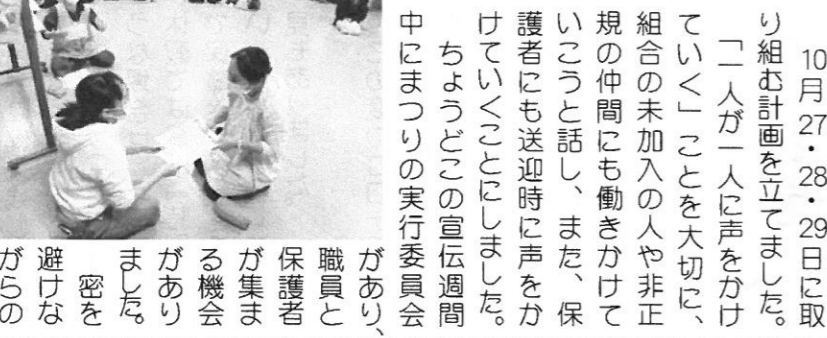 10月27・28・29日に取
り組む計画を立てました。
「一人が一人に声をかけ
ていく」ことを大切に、
組合の未加入の人や非正
規の仲間にも働きかけて
いこうと話し、また、保
護者にも送迎時に声をか
けていくことにしました。
ちょうどこの宣伝週間
中にまつりの実行委員会
があり、
職員と
保護者
が集ま
る機会
があり
ました。
密を
避けな
がらの